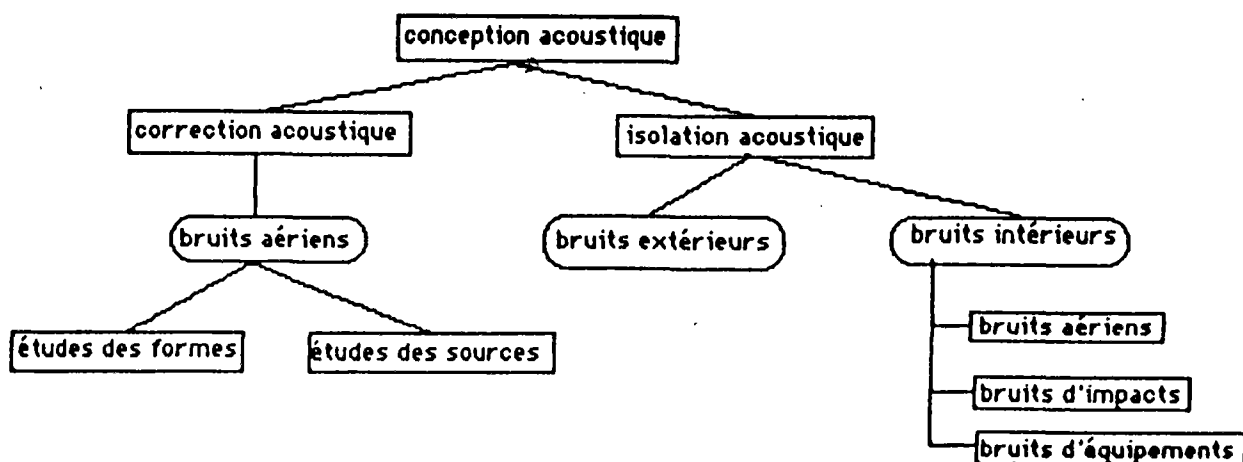 conception acoustique
correction acoustique
isolation acoustique
bruits aériens
bruits extérieurs
bruits intérieurs
études des formes
études des sources
bruits aériens
bruits d'impacts
bruits d'équipements